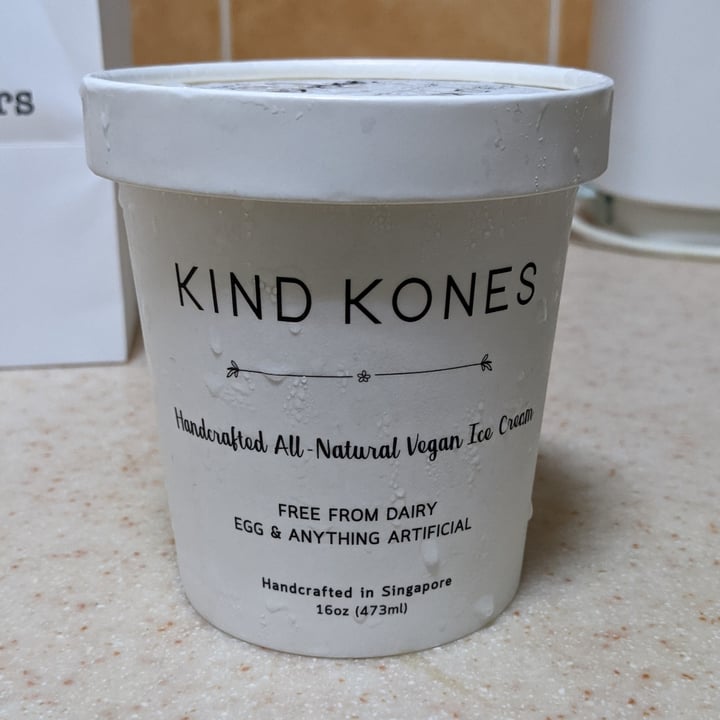 rs
KIND KONES
Handcrafted All-Natural Vegan Ice Cream
FREE FROM DAIRY
EGG & ANYTHING ARTIFICIAL
Handcrafted in Singapore
16oz (473ml)